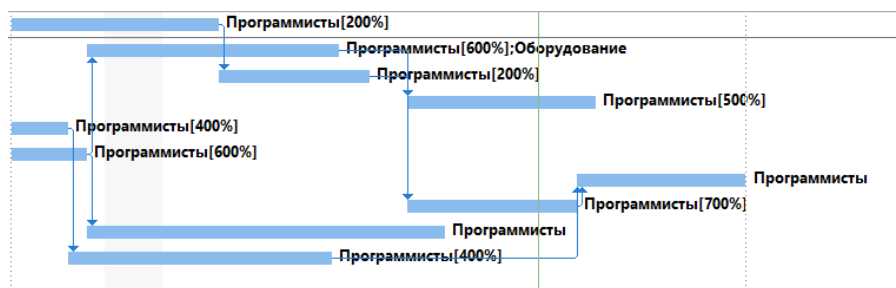 Программисты[200%]
Программисты[600%];Оборудование
Программисты[200%]
Программисты[500%]
Программисты[400%]
Программисты[600%]
Программисты
Программисты[700%]
Программисты
Программисты[400%]